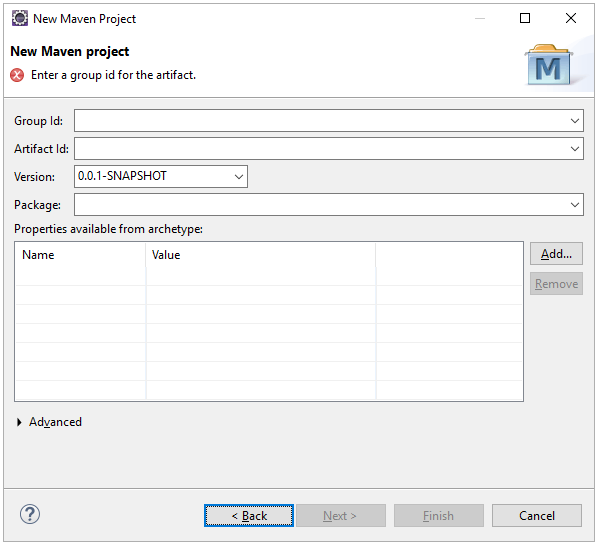 New Maven Project
New Maven project
Enter a group id for the artifact.
M
Group Id:
Artifact Id:
Version: 0.0.1-SNAPSHOT
Package:
Properties available from archetype:
Name Value
Add...
Remove
Advanced
?
< Back Next > Finish Cancel